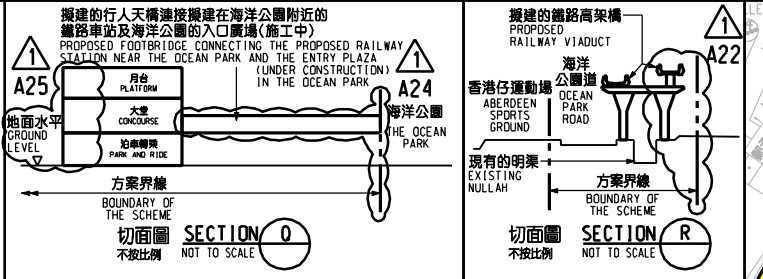 擬建的行人天橋連接擬建在海洋公園附近的
鐵路車站及海洋公園的入口廣場(施工中)
PROPOSED FOOTBRIDGE CONNECTING THE PROPOSED RAILWAY
STATION NEAR THE OCEAN PARK AND THE ENTRY PLAZA
(UNDER CONSTRUCTION)
IN THE OCEAN PARK
1
A25
1
A24
月台
PLATFORM
大堂
CONCOURSE
泊車轉乘
PARK AND RIDE
地面水平
GROUND
LEVEL
海洋公園
THE OCEAN
PARK
方案界線
BOUNDARY OF
THE SCHEME
切面圖 SECTION Q
不按比例 NOT TO SCALE
擬建的鐵路高架橋
PROPOSED
RAILWAY VIADUCT
1
A22
海洋
公園道
OCEAN
PARK
ROAD
香港仔運動場
ABERDEEN
SPORTS
GROUND
現有的明渠
EXISTING
NULLAH
方案界線
BOUNDARY OF
THE SCHEME
切面圖 SECTION R
不按比例 NOT TO SCALE